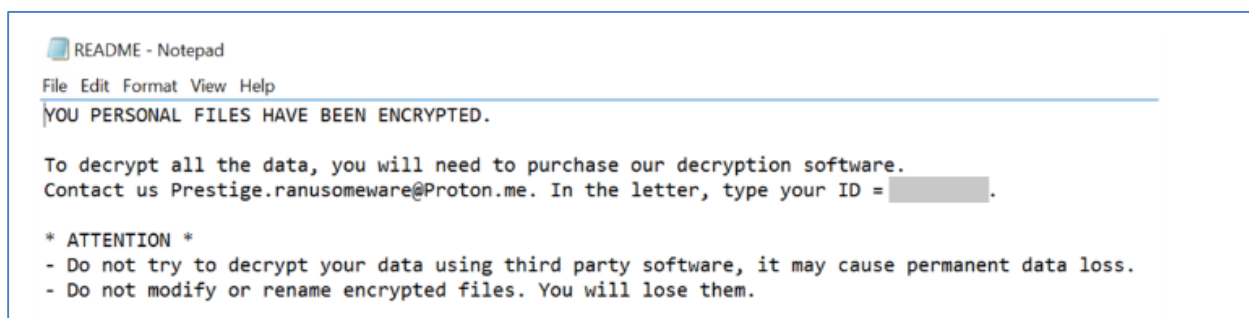 README - Notepad
File Edit Format View Help
YOU PERSONAL FILES HAVE BEEN ENCRYPTED.
To decrypt all the data, you will need to purchase our decryption software.
Contact us Prestige.ranusomeware@Proton.me. In the letter, type your ID = .
* ATTENTION *
- Do not try to decrypt your data using third party software, it may cause permanent data loss.
- Do not modify or rename encrypted files. You will lose them.